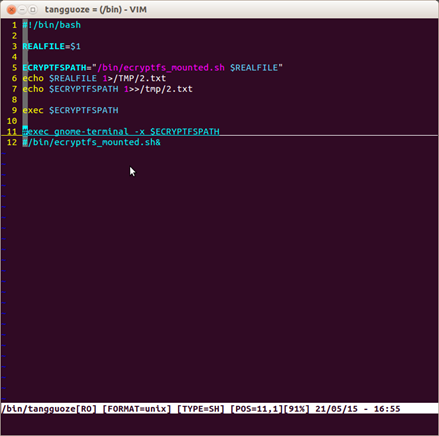 tangguoze = (/bin) - VIM
1 #!/bin/bash
2
3 REALFILE=$1
4
5 ECRYPTFSPATH="/bin/ecryptfs_mounted.sh $REALFILE"
6 echo $REALFILE 1>/TMP/2.txt
7 echo $ECRYPTFSPATH 1>>/tmp/2.txt
8
9 exec $ECRYPTFSPATH
10
11 #exec gnome-terminal -x $ECRYPTFSPATH
12 #/bin/ecryptfs_mounted.sh&
/bin/tangguoze[RO] [FORMAT=unix] [TYPE=SH] [POS=11,1][91%] 21/05/15 - 16:55